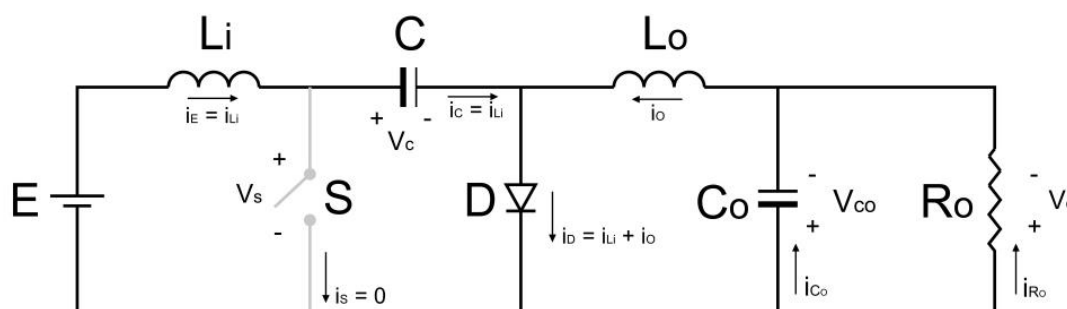 Li
C
Lo
iE = iLi
+
-
iC = iLi
iO
Vc
E
+
Vs
-
S
iS = 0
D
iD = iLi + iO
Co
-
Vco
+
iCo
Ro
-
+
iRo